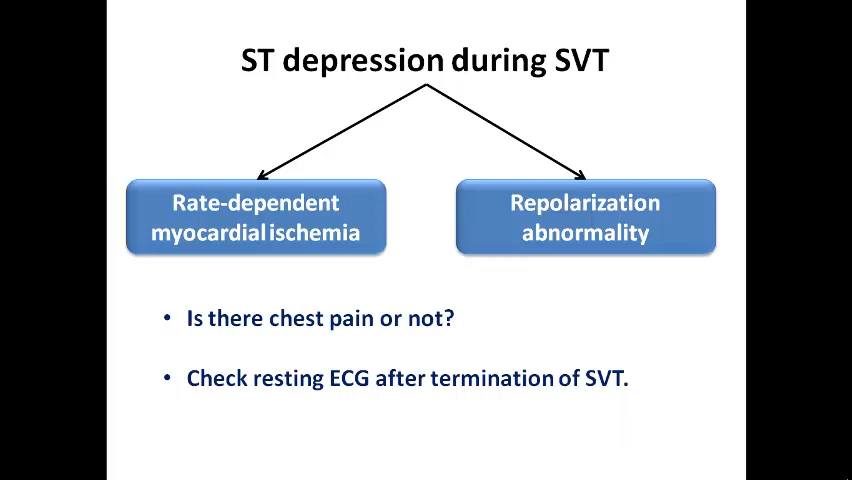 ST depression during SVT
Rate-dependent
myocardial ischemia
Repolarization
abnormality
• Is there chest pain or not?
• Check resting ECG after termination of SVT.